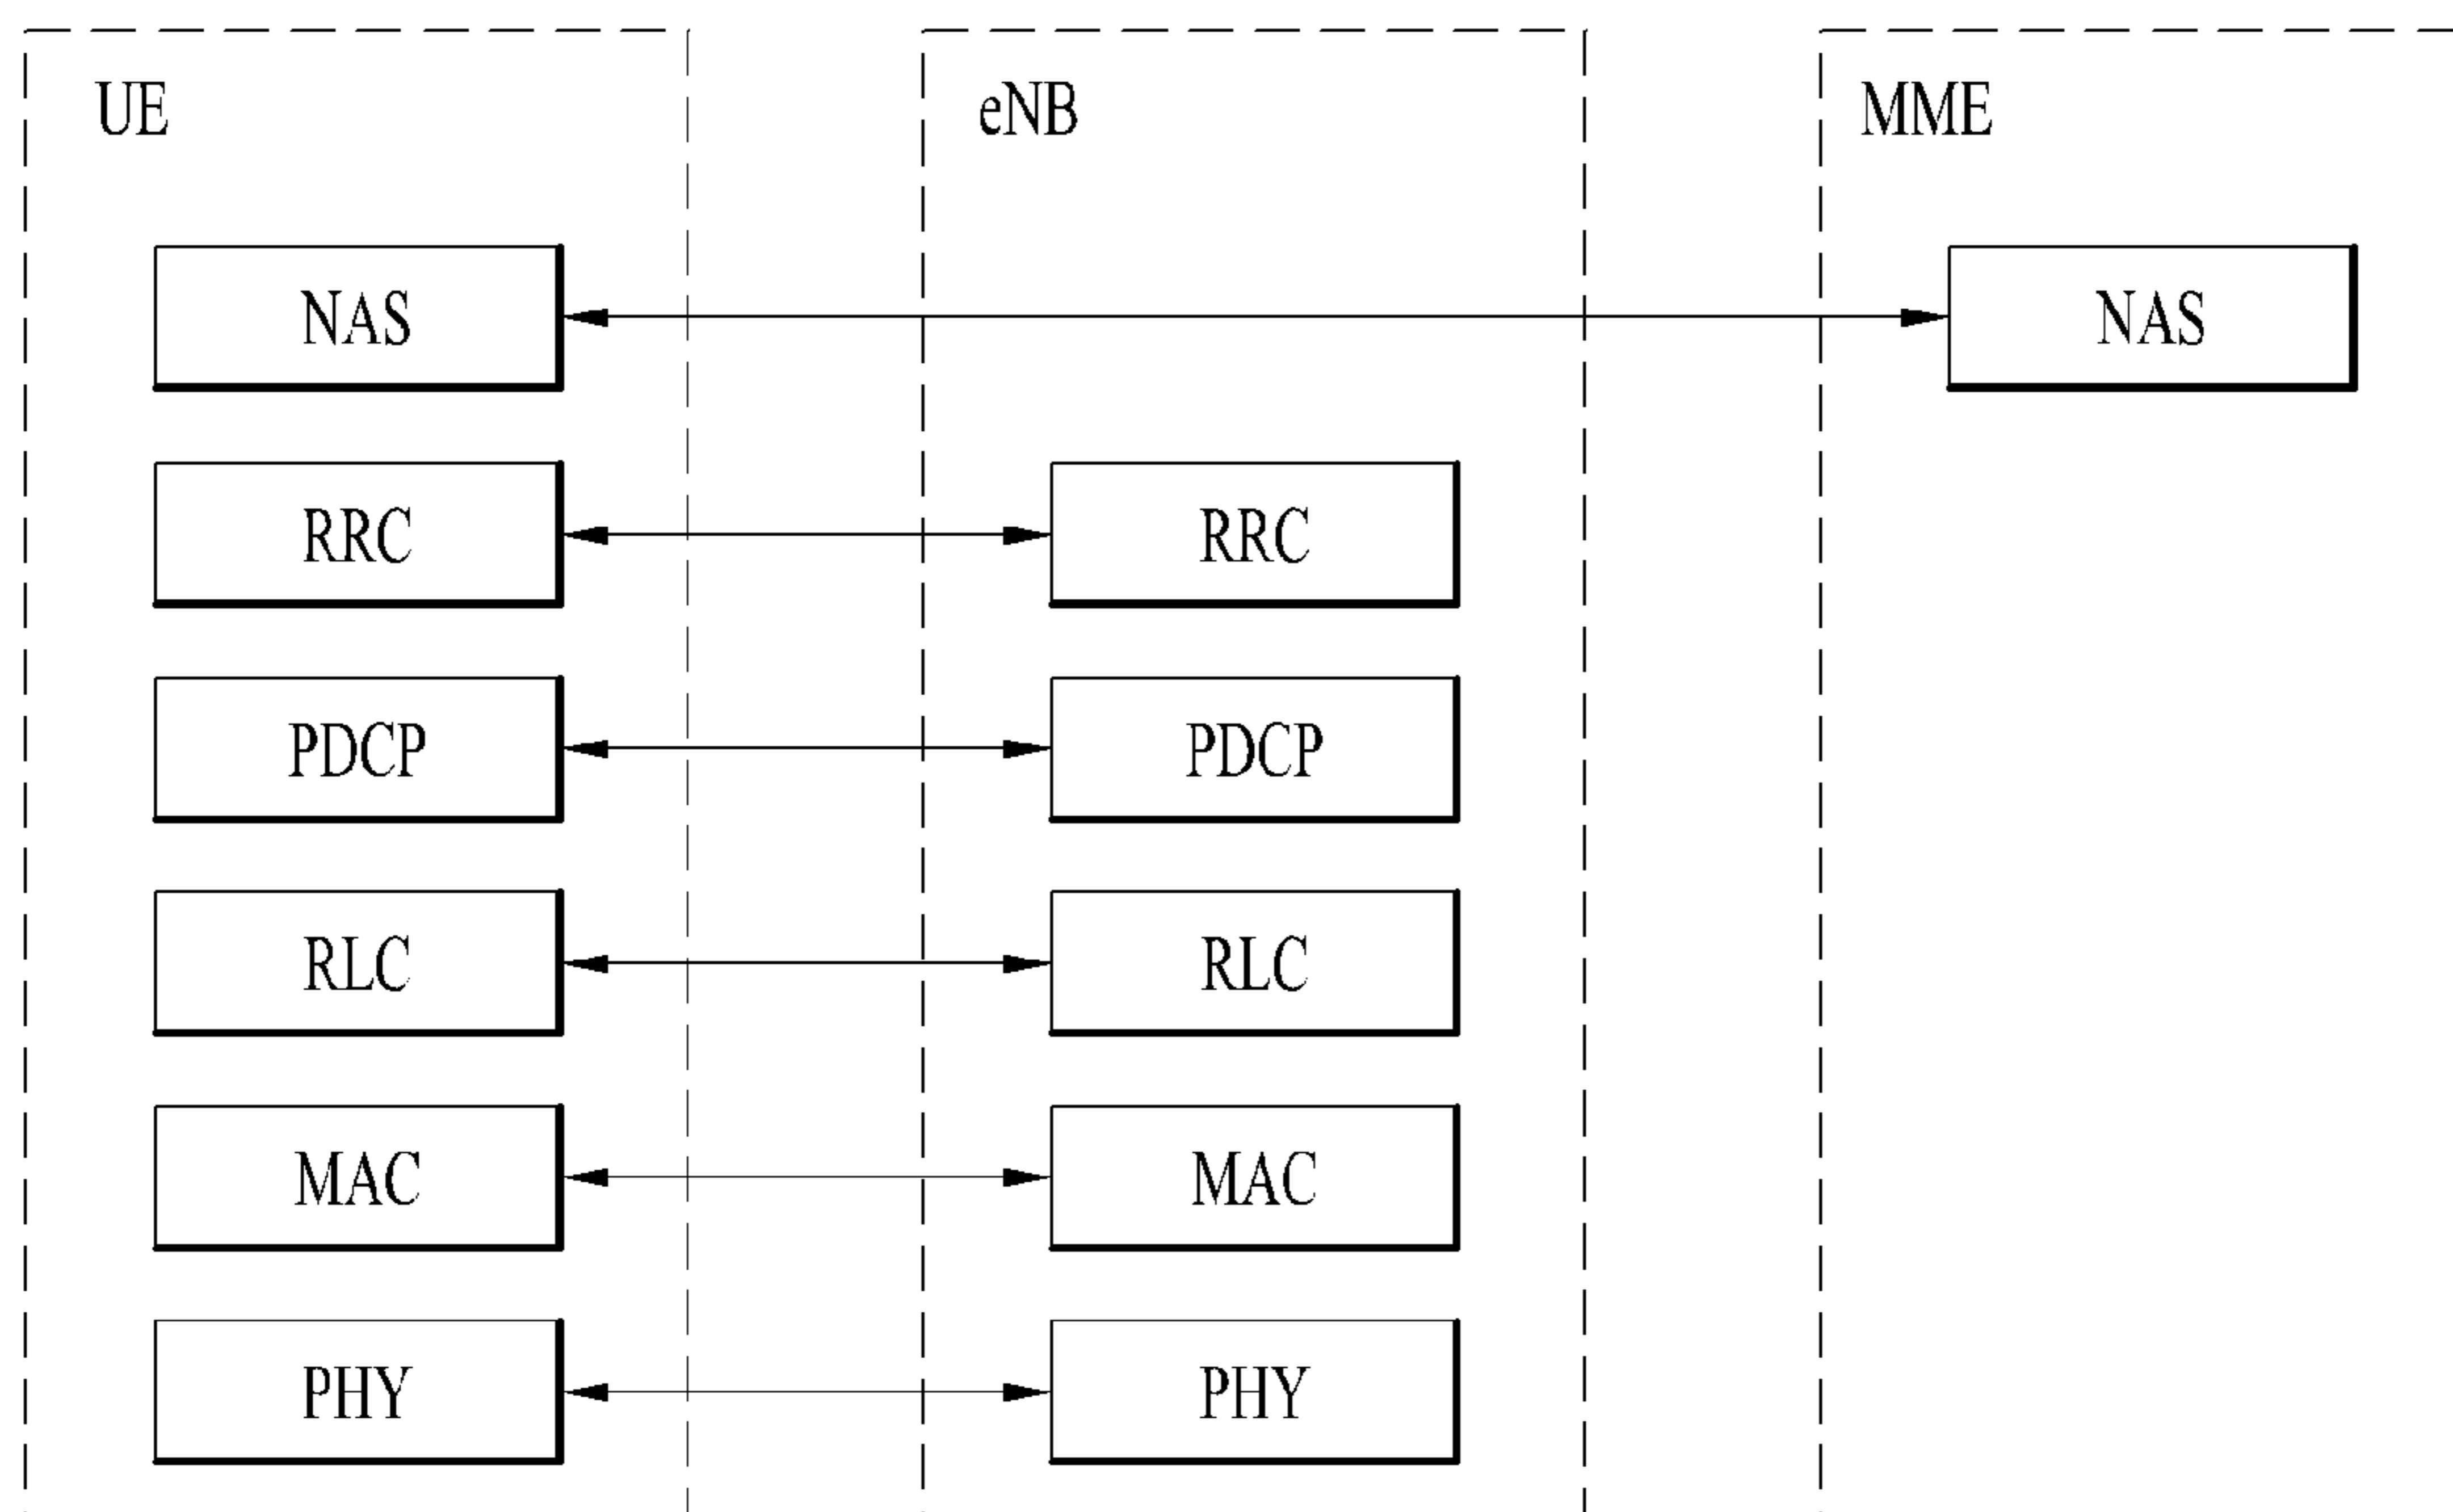 UE eNB MME
NAS NAS
RRC RRC
PDCP PDCP
RLC RLC
MAC MAC
PHY PHY